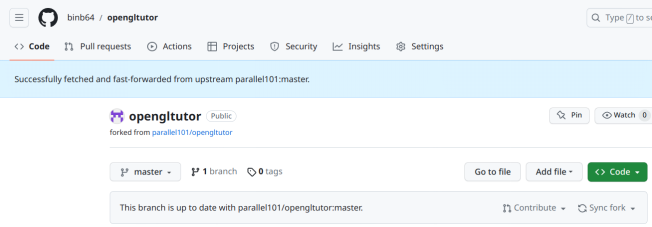 binb64 / opengltutor
Type / to se
Code Pull requests Actions Projects Security Insights Settings
Successfully fetched and fast-forwarded from upstream parallel101:master.
opengltutor Public Pin Watch 0
forked from parallel101/opengltutor
master 1 branch 0 tags Go to file Add file Code
This branch is up to date with parallel101/opengltutor:master. Contribute Sync fork